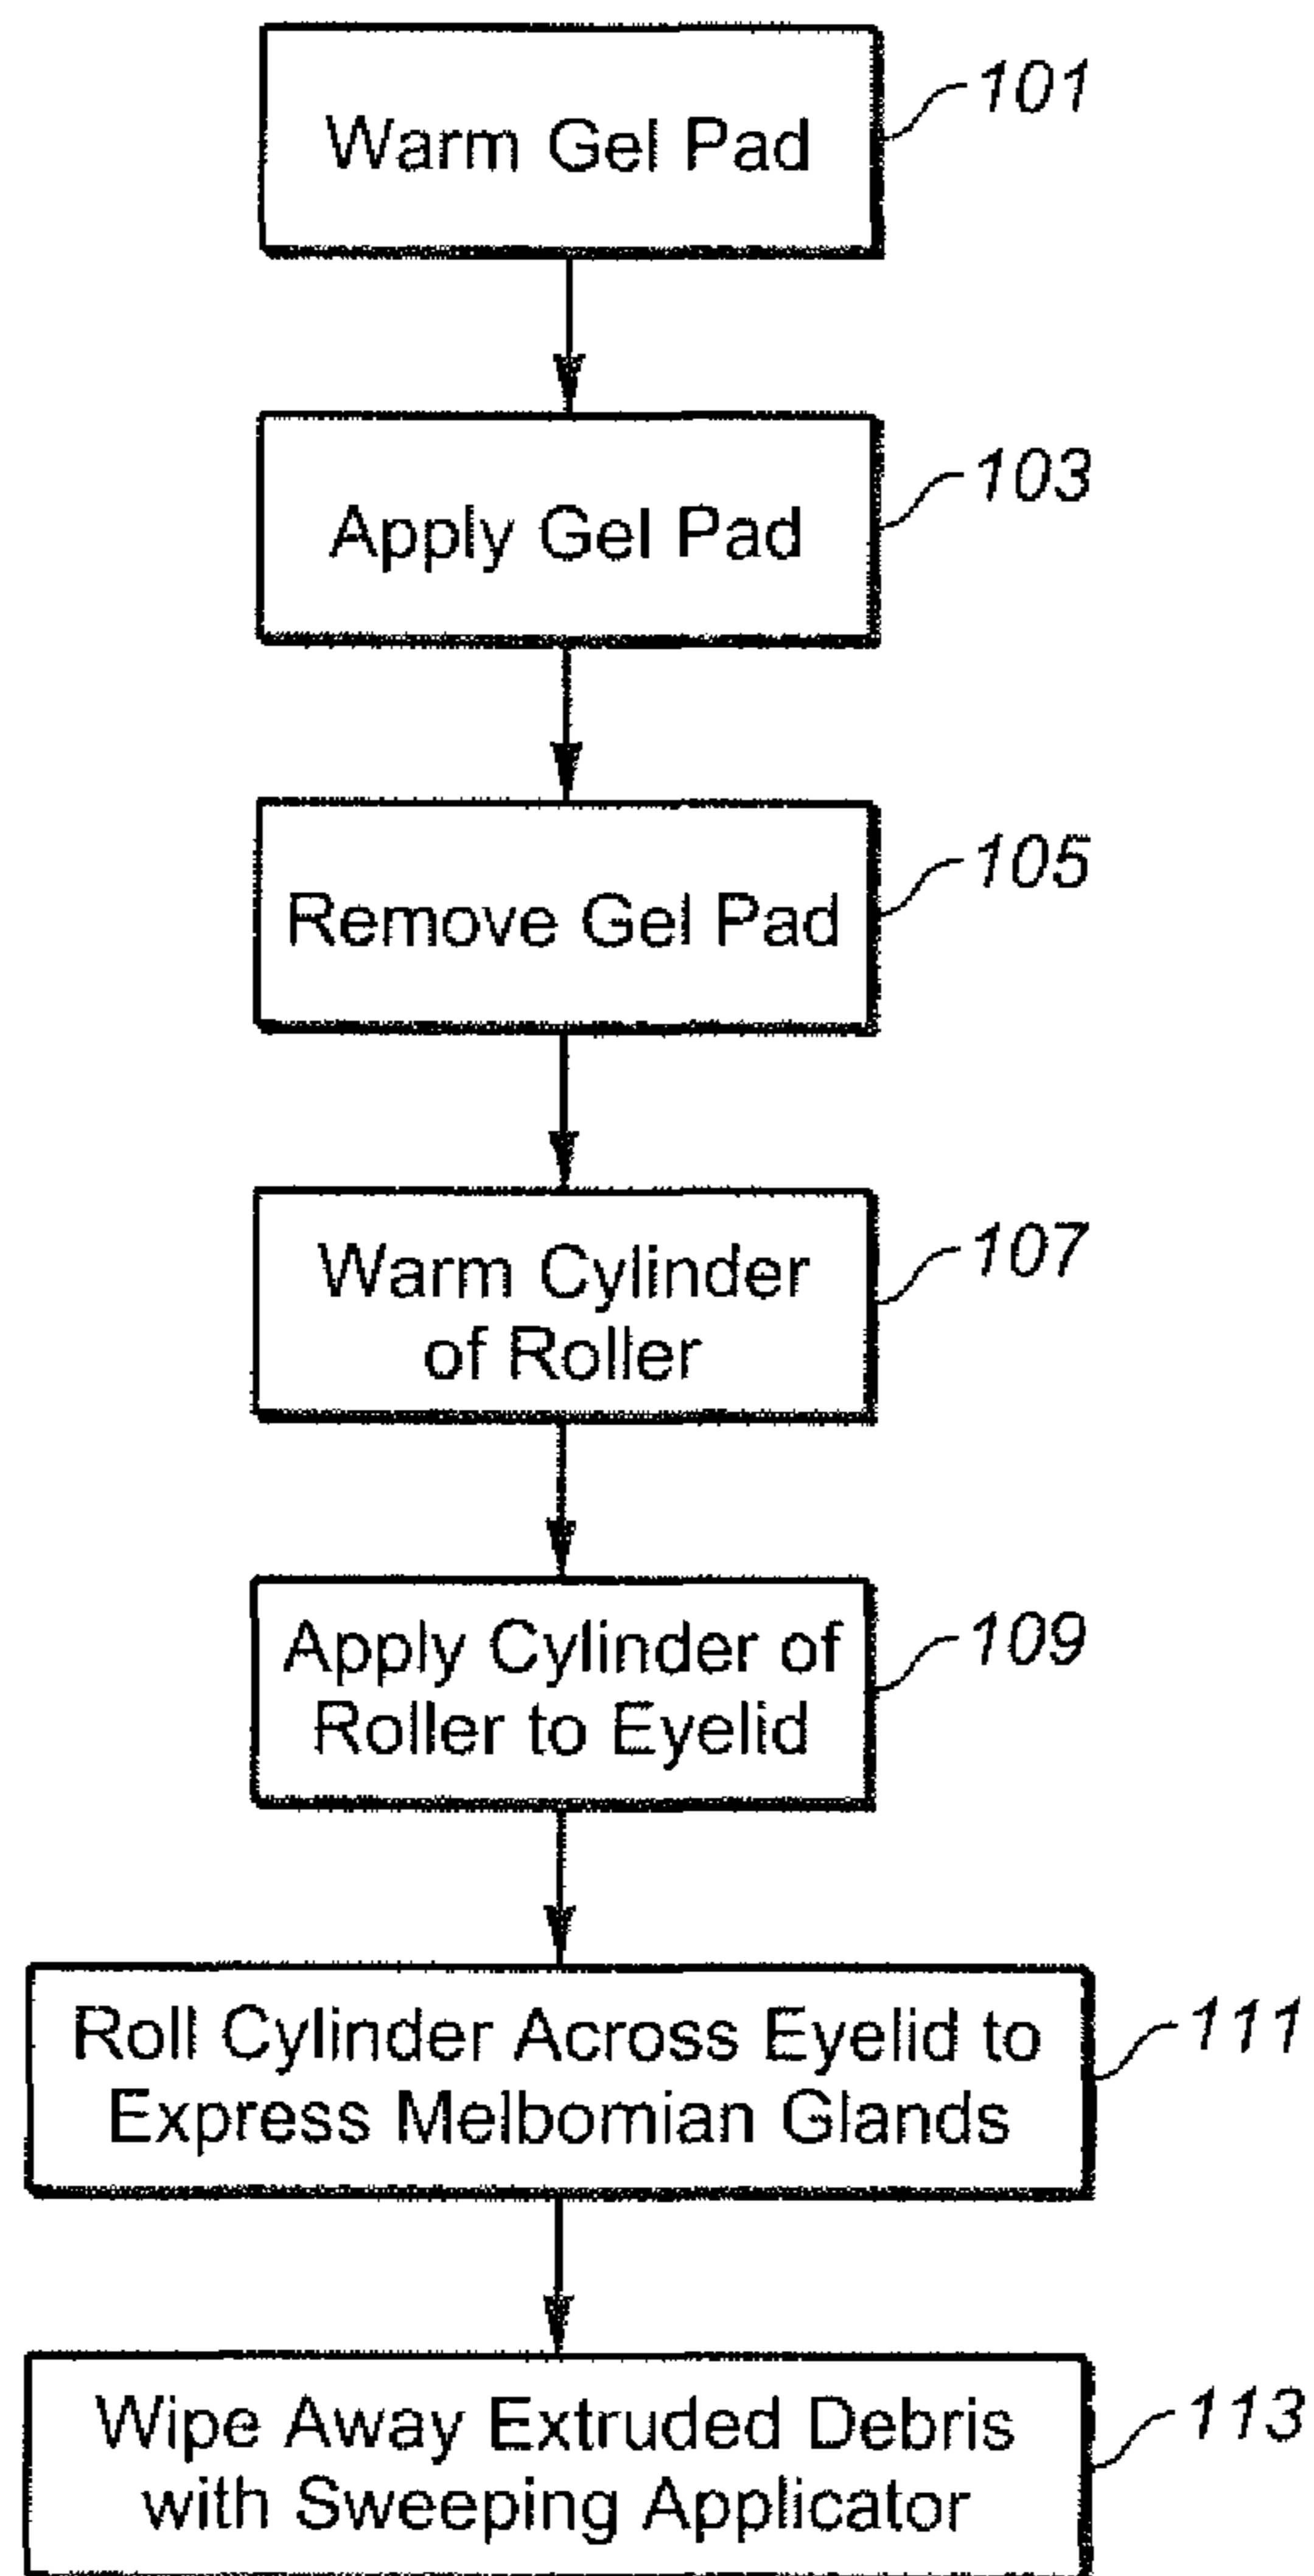 Warm Gel Pad
101
Apply Gel Pad
103
Remove Gel Pad
105
Warm Cylinder
of Roller
107
Apply Cylinder of
Roller to Eyelid
109
Roll Cylinder Across Eyelid to
Express Melbomian Glands
111
Wipe Away Extruded Debris
with Sweeping Applicator
113